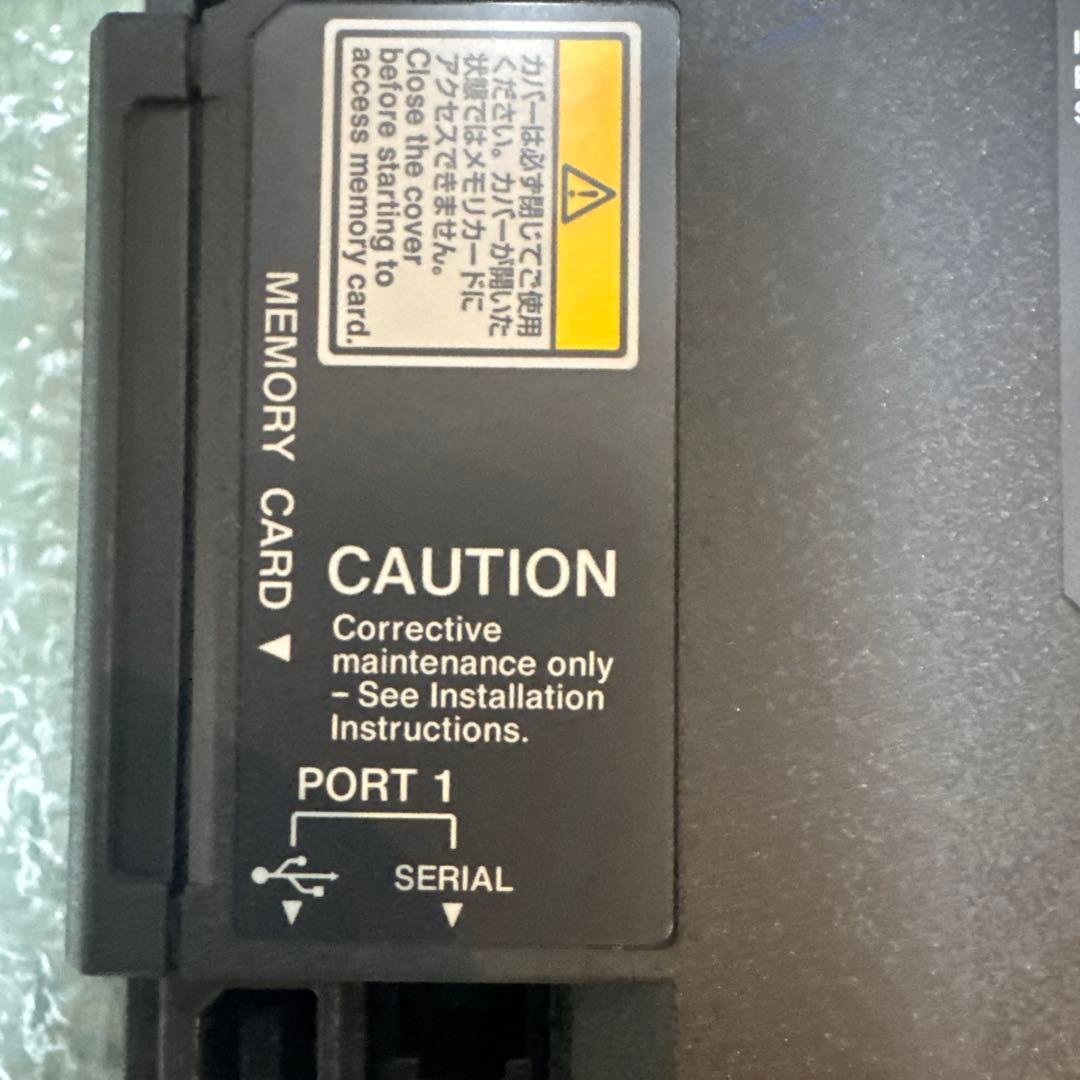 カバーは必ず閉じてご使用
ください。カバーが開いた
状態ではメモリカードに
アクセスできません。
Close the cover
before starting to
access memory card.
MEMORY CARD ▼
CAUTION
Corrective
maintenance only
– See Installation
Instructions.
PORT 1
SERIAL